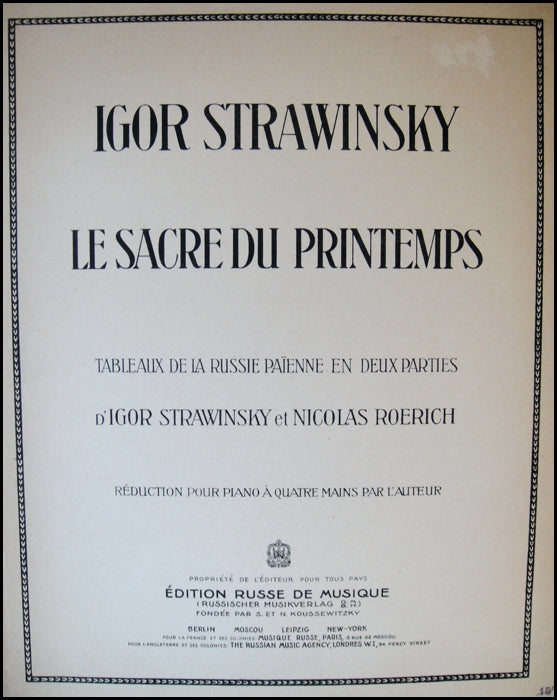 IGOR STRAWINSKY
LE SACRE DU PRINTEMPS
TABLEAUX DE LA RUSSIE PAÏENNE EN DEUX PARTIES
D'IGOR STRAWINSKY et NICOLAS ROERICH
RÉDUCTION POUR PIANO À QUATRE MAINS PAR L'AUTEUR
PROPRIÉTÉ DE L'ÉDITEUR POUR TOUS PAYS
ÉDITION RUSSE DE MUSIQUE
(RUSSISCHER MUSIKVERLAG
FONDÉE PAR S. ET N. KOUSSEWITZKY
BERLIN MOSCOU LEIPZIG NEW-YORK
POUR LA FRANCE ET SES COLONIES: MUSIQUE RUSSE, PARIS, 3 RUE DE MOSCOU
POUR L'ANGLETERRE ET SES COLONIES: THE RUSSIAN MUSIC AGENCY, LONDRES W.1, 34 PERCY STREET